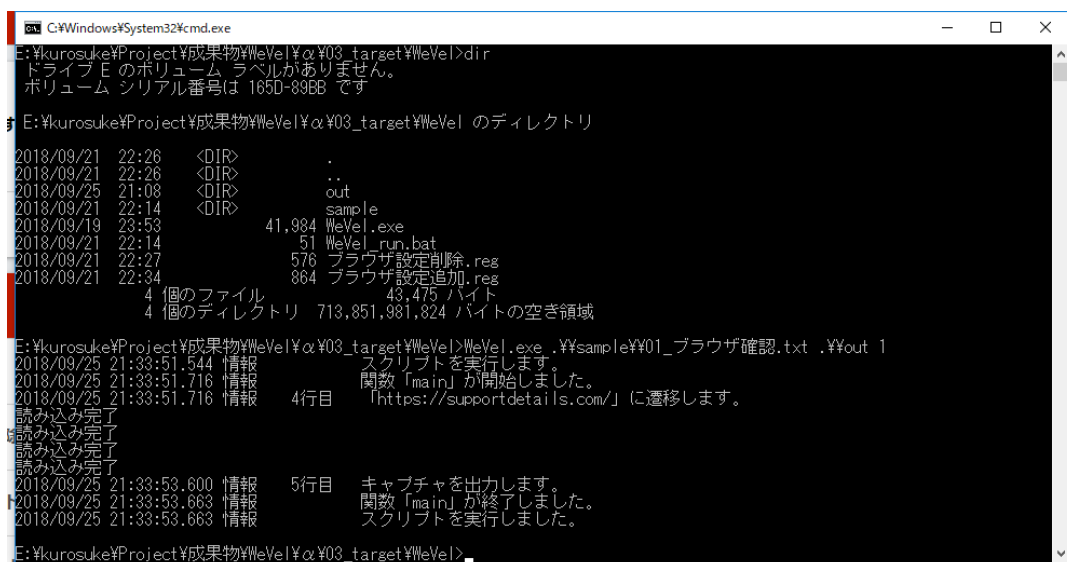 C:¥Windows¥System32¥cmd.exe
E:¥kurosuke¥Project¥成果物¥WeVel¥α¥03_target¥WeVel>dir
ドライブ E のボリューム ラベルがありません。
ボリューム シリアル番号は 165D-89BB です
E:¥kurosuke¥Project¥成果物¥WeVel¥α¥03_target¥WeVel のディレクトリ
2018/09/21 22:26 <DIR> .
2018/09/21 22:26 <DIR> ..
2018/09/25 21:08 <DIR> out
2018/09/21 22:14 <DIR> sample
2018/09/19 23:53 41,984 WeVel.exe
2018/09/21 22:14 51 WeVel_run.bat
2018/09/21 22:27 576 ブラウザ設定削除.reg
2018/09/21 22:34 864 ブラウザ設定追加.reg
4 個のファイル 43,475 バイト
4 個のディレクトリ 713,851,981,824 バイトの空き領域
E:¥kurosuke¥Project¥成果物¥WeVel¥α¥03_target¥WeVel>WeVel.exe .¥¥sample¥¥01_ブラウザ確認.txt .¥¥out 1
2018/09/25 21:33:51.544 情報 スクリプトを実行します。
2018/09/25 21:33:51.716 情報 関数「main」が開始しました。
2018/09/25 21:33:51.716 情報 4行目 「https://supportdetails.com/」に遷移します。
読み込み完了
読み込み完了
読み込み完了
読み込み完了
2018/09/25 21:33:53.600 情報 5行目 キャプチャを出力します。
2018/09/25 21:33:53.663 情報 関数「main」が終了しました。
2018/09/25 21:33:53.663 情報 スクリプトを実行しました。
E:¥kurosuke¥Project¥成果物¥WeVel¥α¥03_target¥WeVel>